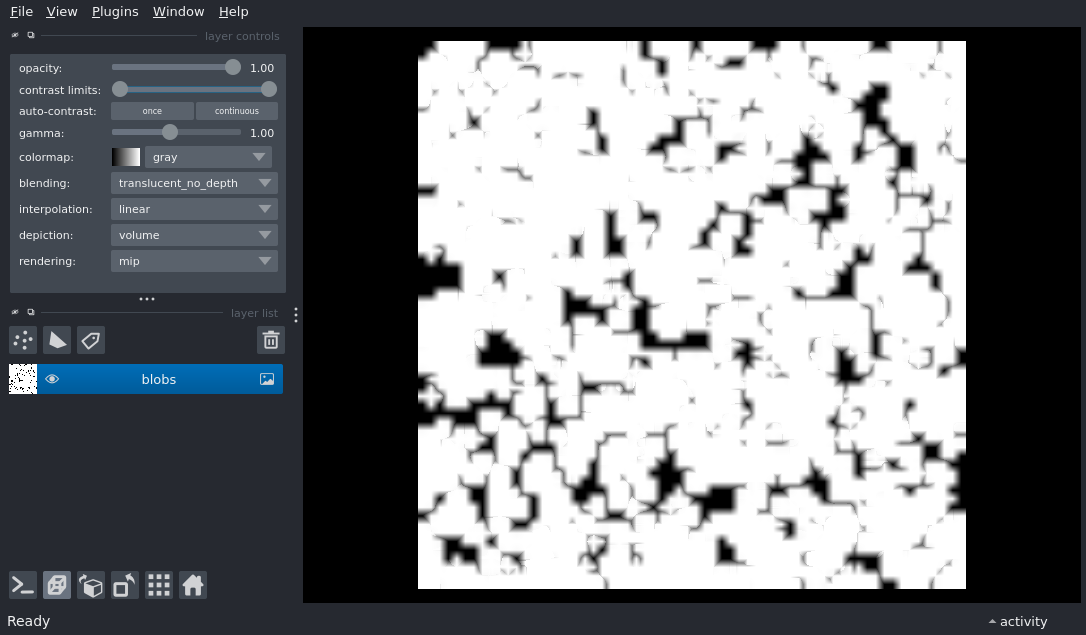 File View Plugins Window Help
layer controls
opacity: 1.00
contrast limits:
auto-contrast: once continuous
gamma: 1.00
colormap: gray
blending: translucent_no_depth
interpolation: linear
depiction: volume
rendering: mip
layer list
blobs
Ready
activity